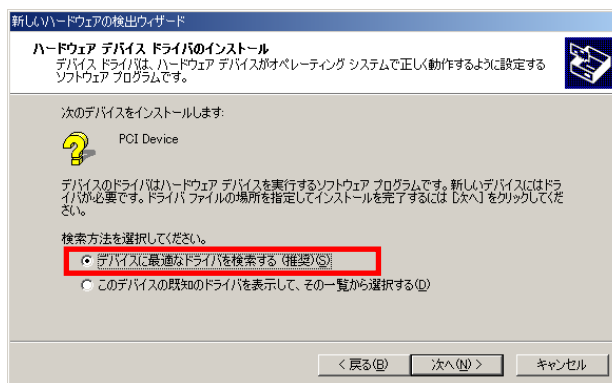 新しいハードウェアの検出ウィザード
ハードウェア デバイス ドライバのインストール
デバイス ドライバは、ハードウェア デバイスがオペレーティング システムで正しく動作するように設定する
ソフトウェア プログラムです。
次のデバイスをインストールします:
PCI Device
デバイスのドライバはハードウェア デバイスを実行するソフトウェア プログラムです。新しいデバイスにはドラ
イバが必要です。ドライバ ファイルの場所を指定してインストールを完了するには [次へ] をクリックしてくだ
さい。
検索方法を選択してください。
デバイスに最適なドライバを検索する (推奨)(S)
このデバイスの既知のドライバを表示して、その一覧から選択する(D)
< 戻る(B) 次へ(N) > キャンセル